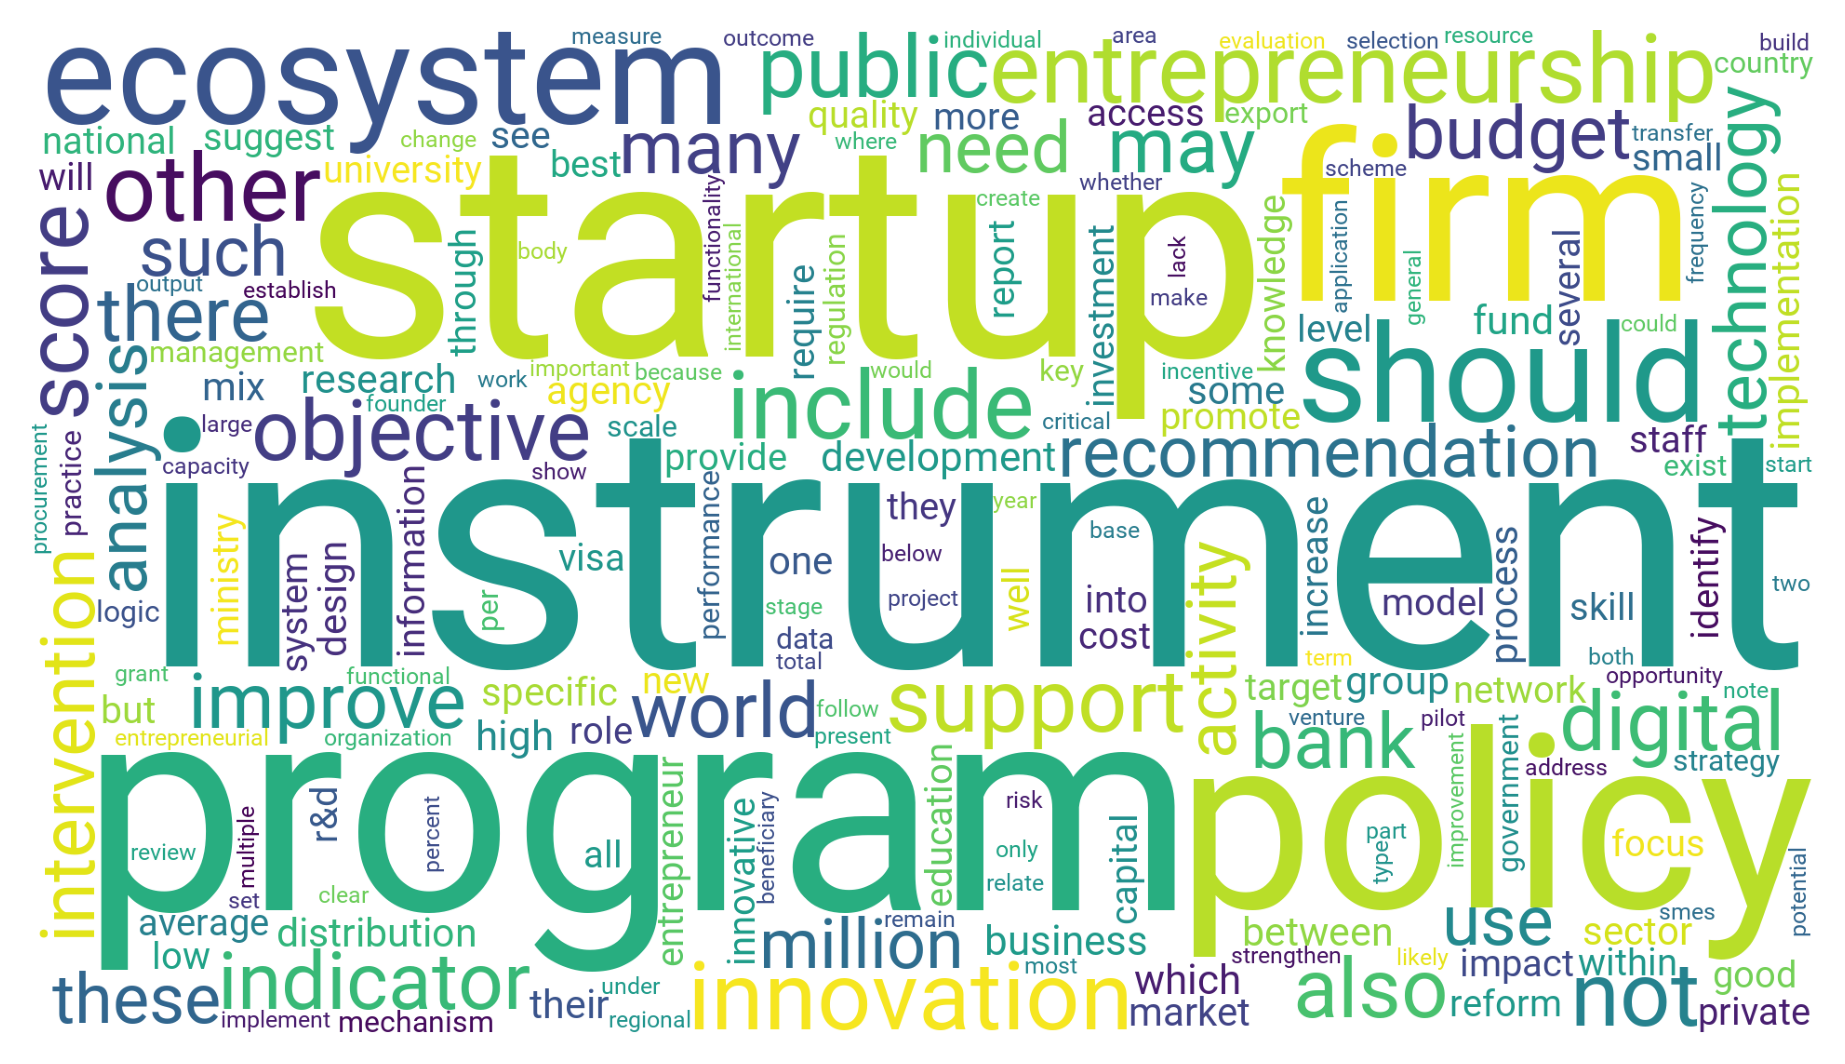 ecosystem
measure
outcome
public
individual
entrepreneurship
area
evaluation
selection
resource
build
country
national
suggest
change
see
many
quality
more
where
need
access
may
export
budget
transfer
small
technology
will
other
university
best
startup
functionality
create
whether
firm
scheme
frequency
implementation
score
such
there
output
establish
through
body
international
require
regulation
report
investment
lack
make
knowledge
application
general
several
level
fund
could
should
analysis
management
mix
research
work
important
because
agency
founder
large
objective
include
would
key
incentive
some
critical
promote
scale
provide
development
recommendation
staff
exist
start
procurement
practice
capacity
show
instrument
intervention
ministry
system
design
information
logic
per
visa
performance
they
year
one
below
base
stage
data
total
project
well
into
cost
activity
increase
model
process
skill
identify
two
term
both
opportunity
grant
functional
improve
but
entrepreneurial
organization
specific
high
new
role
world
follow
present
support
target
group
network
note
venture
pilot
bank
digital
strategy
address
program
policy
review
multiple
r&d
percent
all
entrepreneur
innovative
beneficiary
education
risk
only
relate
capital
type
part
improvement
government
focus
potential
set
clear
average
low
distribution
remain
million
business
between
strengthen
likely
use
sector
smes
these
indicator
their
under
regional
implement
mechanism
innovation
most
which
market
also
impact
within
reform
not
good
private